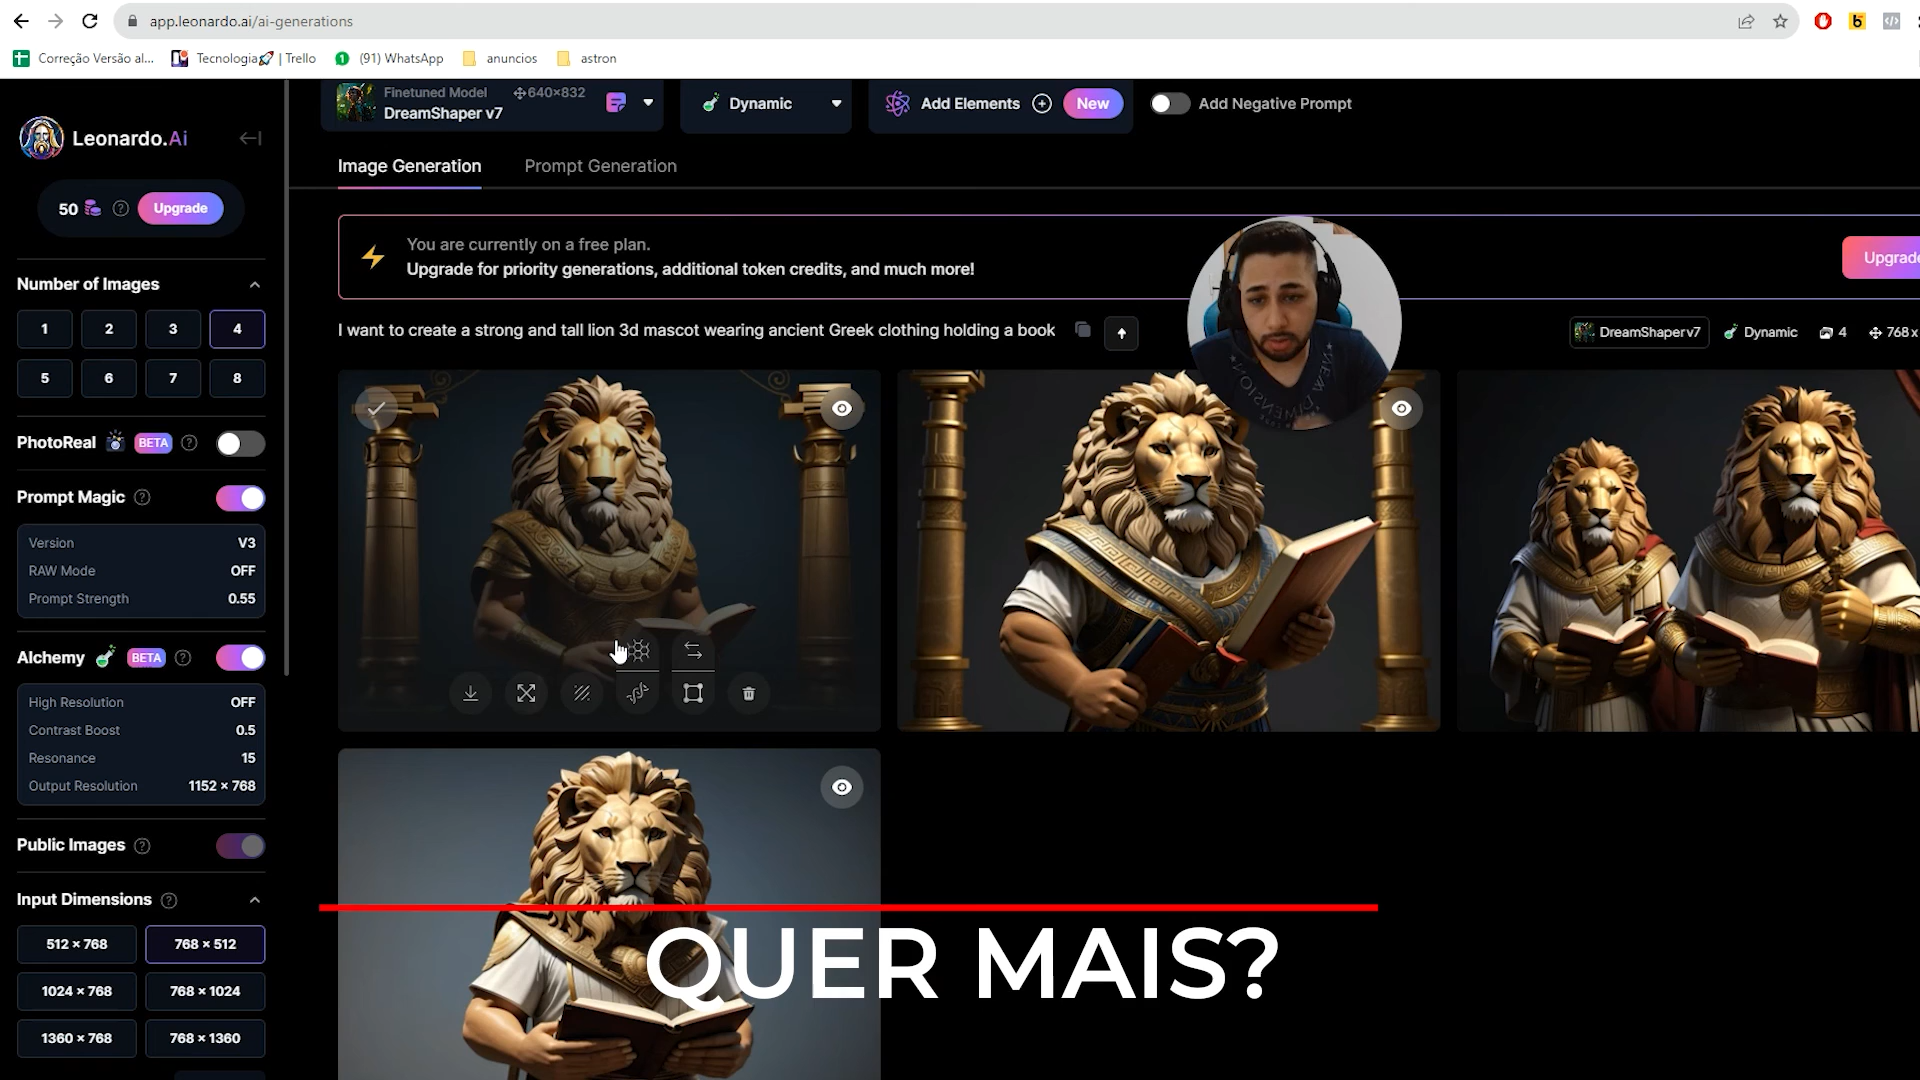 app.leonardo.ai/ai-generations
Correção Versão al...
Tecnologia🚀 | Trello
(91) WhatsApp
anuncios
astron
Leonardo.Ai
50
Upgrade
Number of Images
1 2 3 4
5 6 7 8
PhotoReal BETA
Prompt Magic
Version V3
RAW Mode OFF
Prompt Strength 0.55
Alchemy BETA
High Resolution OFF
Contrast Boost 0.5
Resonance 15
Output Resolution 1152 × 768
Public Images
Input Dimensions
512 × 768 768 × 512
1024 × 768 768 × 1024
1360 × 768 768 × 1360
Finetuned Model 640×832
DreamShaper v7
Dynamic
Add Elements
New
Add Negative Prompt
Image Generation
Prompt Generation
You are currently on a free plan.
Upgrade for priority generations, additional token credits, and much more!
Upgrade
I want to create a strong and tall lion 3d mascot wearing ancient Greek clothing holding a book
DreamShaper v7
Dynamic
4
768 x
QUER MAIS?